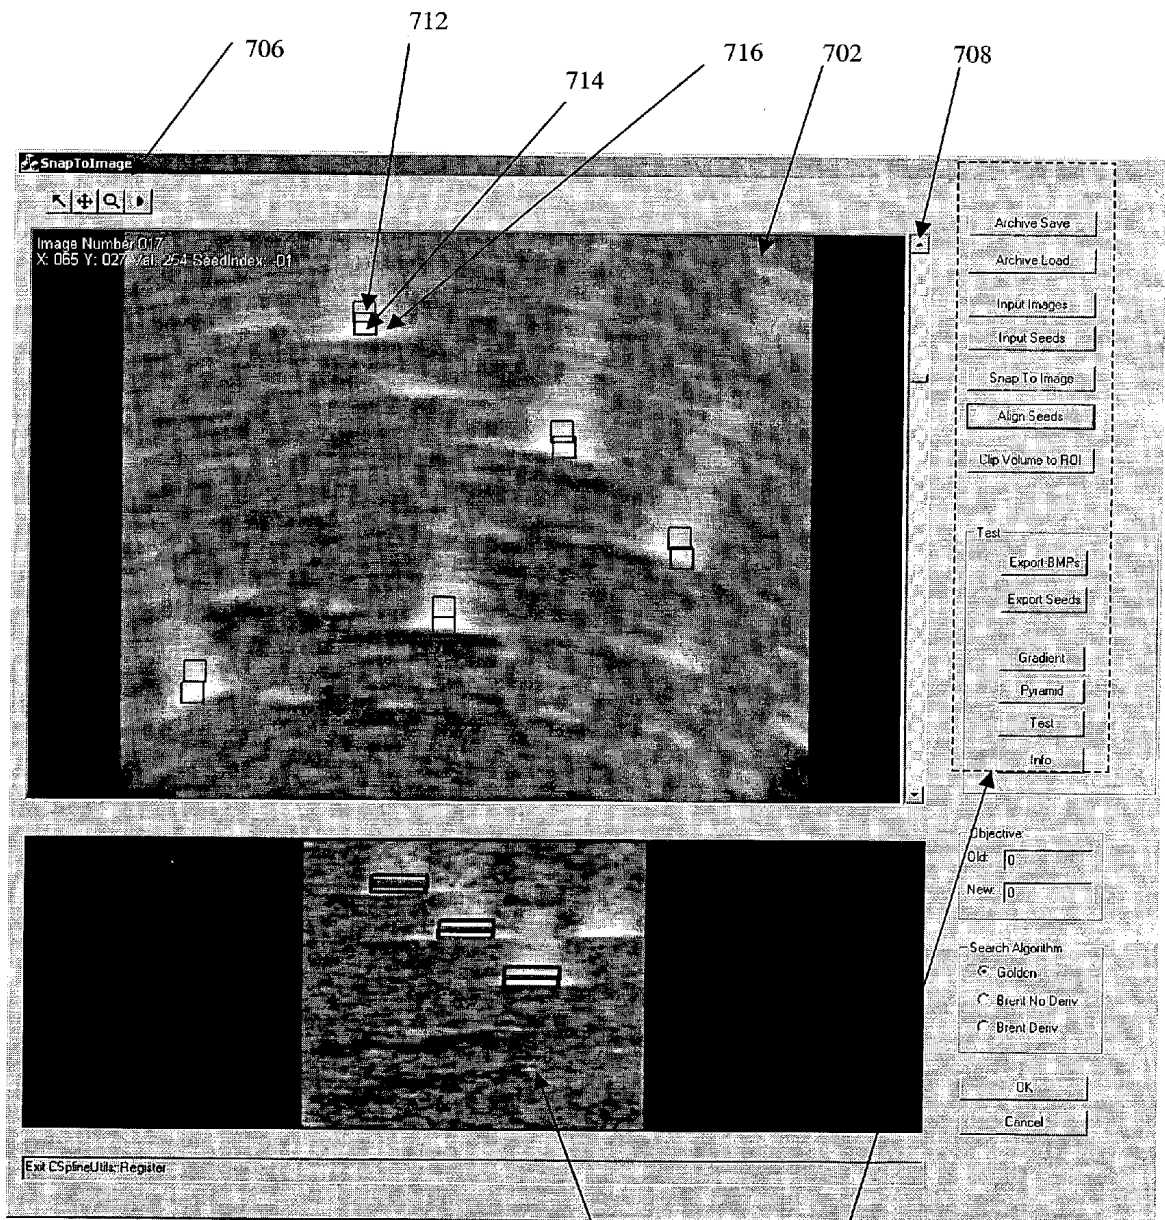 712
706
716
702
708
714
SnapToImage
Image Number 017
X: 065 Y: 027 Val: 254 SeedIndex: -01
Archive Save
Archive Load
Input Images
Input Seeds
Snap To Image
Align Seeds
Clip Volume to ROI
Test
Export BMPs
Export Seeds
Gradient
Pyramid
Test
Info
Objective
Old: 0
New: 0
Search Algorithm
Golden
Brent No Deriv
Brent Deriv
OK
Cancel
Exit CSplineUtils::Register